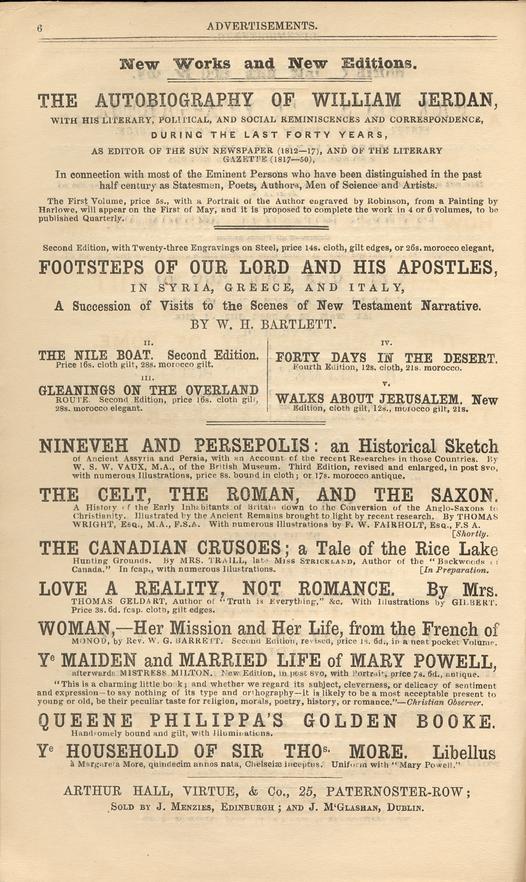 6
ADVERTISEMENTS.
New Works and New Editions.
THE AUTOBIOGRAPHY OF WILLIAM JERDAN,
WITH HIS LITERARY, POLITICAL, AND SOCIAL REMINISCENCES AND CORRESPONDENCE,
DURING THE LAST FORTY YEARS,
AS EDITOR OF THE SUN NEWSPAPER (1812—17), AND OF THE LITERARY
GAZETTE (1817—50),
In connection with most of the Eminent Persons who have been distinguished in the past
half century as Statesmen, Poets, Authors, Men of Science and Artists.
The First Volume, price 5s., with a Portrait of the Author engraved by Robinson, from a Painting by
Harlowe, will appear on the First of May, and it is proposed to complete the work in 4 or 6 volumes, to be
published Quarterly.
Second Edition, with Twenty-three Engravings on Steel, price 14s. cloth, gilt edges, or 26s. morocco elegant,
FOOTSTEPS OF OUR LORD AND HIS APOSTLES,
IN SYRIA, GREECE, AND ITALY,
A Succession of Visits to the Scenes of New Testament Narrative.
BY W. H. BARTLETT.
II.
THE NILE BOAT. Second Edition.
Price 16s. cloth gilt, 28s. morocco gilt.
III.
GLEANINGS ON THE OVERLAND
ROUTE. Second Edition, price 16s. cloth gilt,
28s. morocco elegant.
IV.
FORTY DAYS IN THE DESERT.
Fourth Edition, 12s. cloth, 21s. morocco.
V.
WALKS ABOUT JERUSALEM. New
Edition, cloth gilt, 12s., morocco gilt, 21s.
NINEVEH AND PERSEPOLIS: an Historical Sketch
of Ancient Assyria and Persia, with an Account of the recent Researches in those Countries. By
W. S. W. VAUX, M.A., of the British Museum. Third Edition, revised and enlarged, in post 8vo,
with numerous Illustrations, price 8s. bound in cloth; or 17s. morocco antique.
THE CELT, THE ROMAN, AND THE SAXON.
A History of the Early Inhabitants of Britain down to the Conversion of the Anglo-Saxons to
Christianity. Illustrated by the Ancient Remains brought to light by recent research. By THOMAS
WRIGHT, Esq., M.A., F.S.A. With numerous Illustrations by F. W. FAIRHOLT, Esq., F.S A.
[Shortly.
THE CANADIAN CRUSOES; a Tale of the Rice Lake
Hunting Grounds. By MRS. TRAILL, late MISS STRICKLAND, Author of the "Backwoods of
Canada." In fcap., with numerous Illustrations. [In Preparation.
LOVE A REALITY, NOT ROMANCE. By Mrs.
THOMAS GELDART, Author of "Truth is Everything," &c. With Illustrations by GILBERT.
Price 3s. 6d. fcap. cloth, gilt edges.
WOMAN,—Her Mission and Her Life, from the French of
MONOD, by Rev. W. G. BARRETT. Second Edition, revised, price 1s. 6d., in a neat pocket Volume.
Ye MAIDEN and MARRIED LIFE of MARY POWELL,
afterwards MISTRESS MILTON. New Edition, in post 8vo, with Portrait, price 7s. 6d., antique.
"This is a charming little book; and whether we regard its subject, cleverness, or delicacy of sentiment
and expression—to say nothing of its type and orthography—it is likely to be a most acceptable present to
young or old, be their peculiar taste for religion, morals, poetry, history, or romance."—Christian Observer.
QUEENE PHILIPPA'S GOLDEN BOOKE.
Handsomely bound and gilt, with Illuminations.
Ye HOUSEHOLD OF SIR THOs. MORE. Libellus
à Margareta More, quindecim annos nata, Chelseiæ inceptus. Uniform with "Mary Powell."
ARTHUR HALL, VIRTUE, & Co., 25, PATERNOSTER-ROW;
SOLD BY J. MENZIES, EDINBURGH; AND J. M'GLASHAN, DUBLIN.